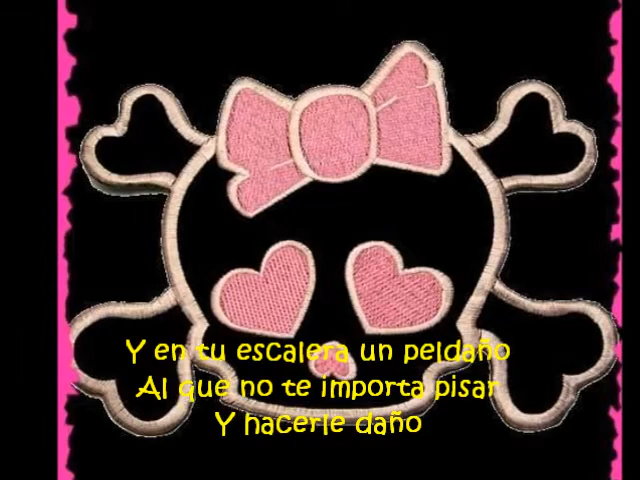 Y en tu escalera un peldaño
Al que no te importa pisar
Y hacerle daño